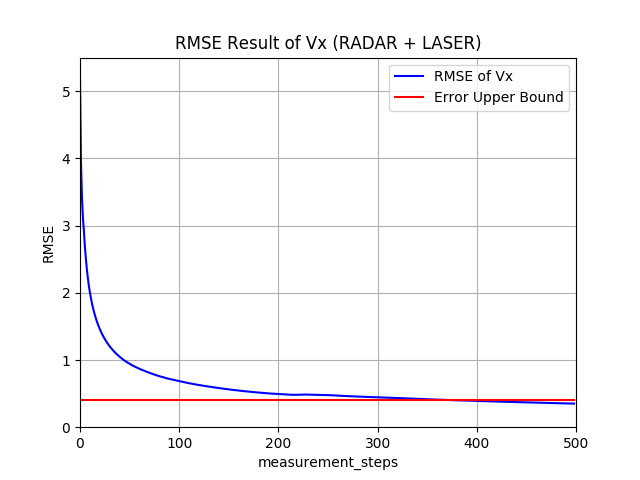 RMSE Result of Vx (RADAR + LASER)
RMSE of Vx
Error Upper Bound
RMSE
5
4
3
2
1
0
0 100 200 300 400 500
measurement_steps